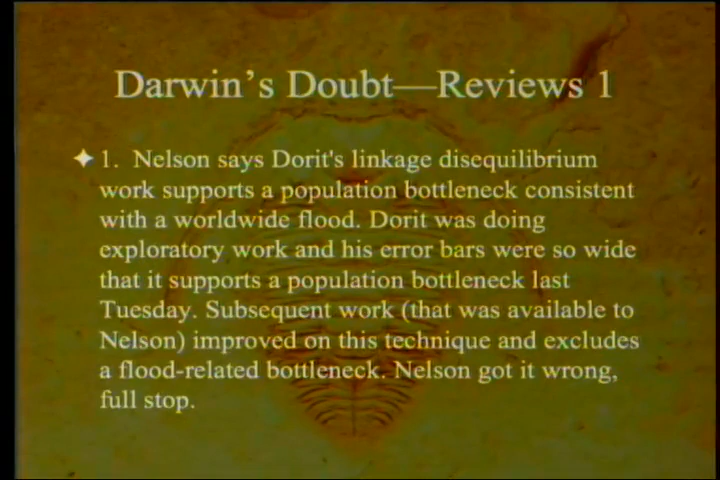 Darwin's Doubt—Reviews 1
1. Nelson says Dorit's linkage disequilibrium
work supports a population bottleneck consistent
with a worldwide flood. Dorit was doing
exploratory work and his error bars were so wide
that it supports a population bottleneck last
Tuesday. Subsequent work (that was available to
Nelson) improved on this technique and excludes
a flood-related bottleneck. Nelson got it wrong,
full stop.